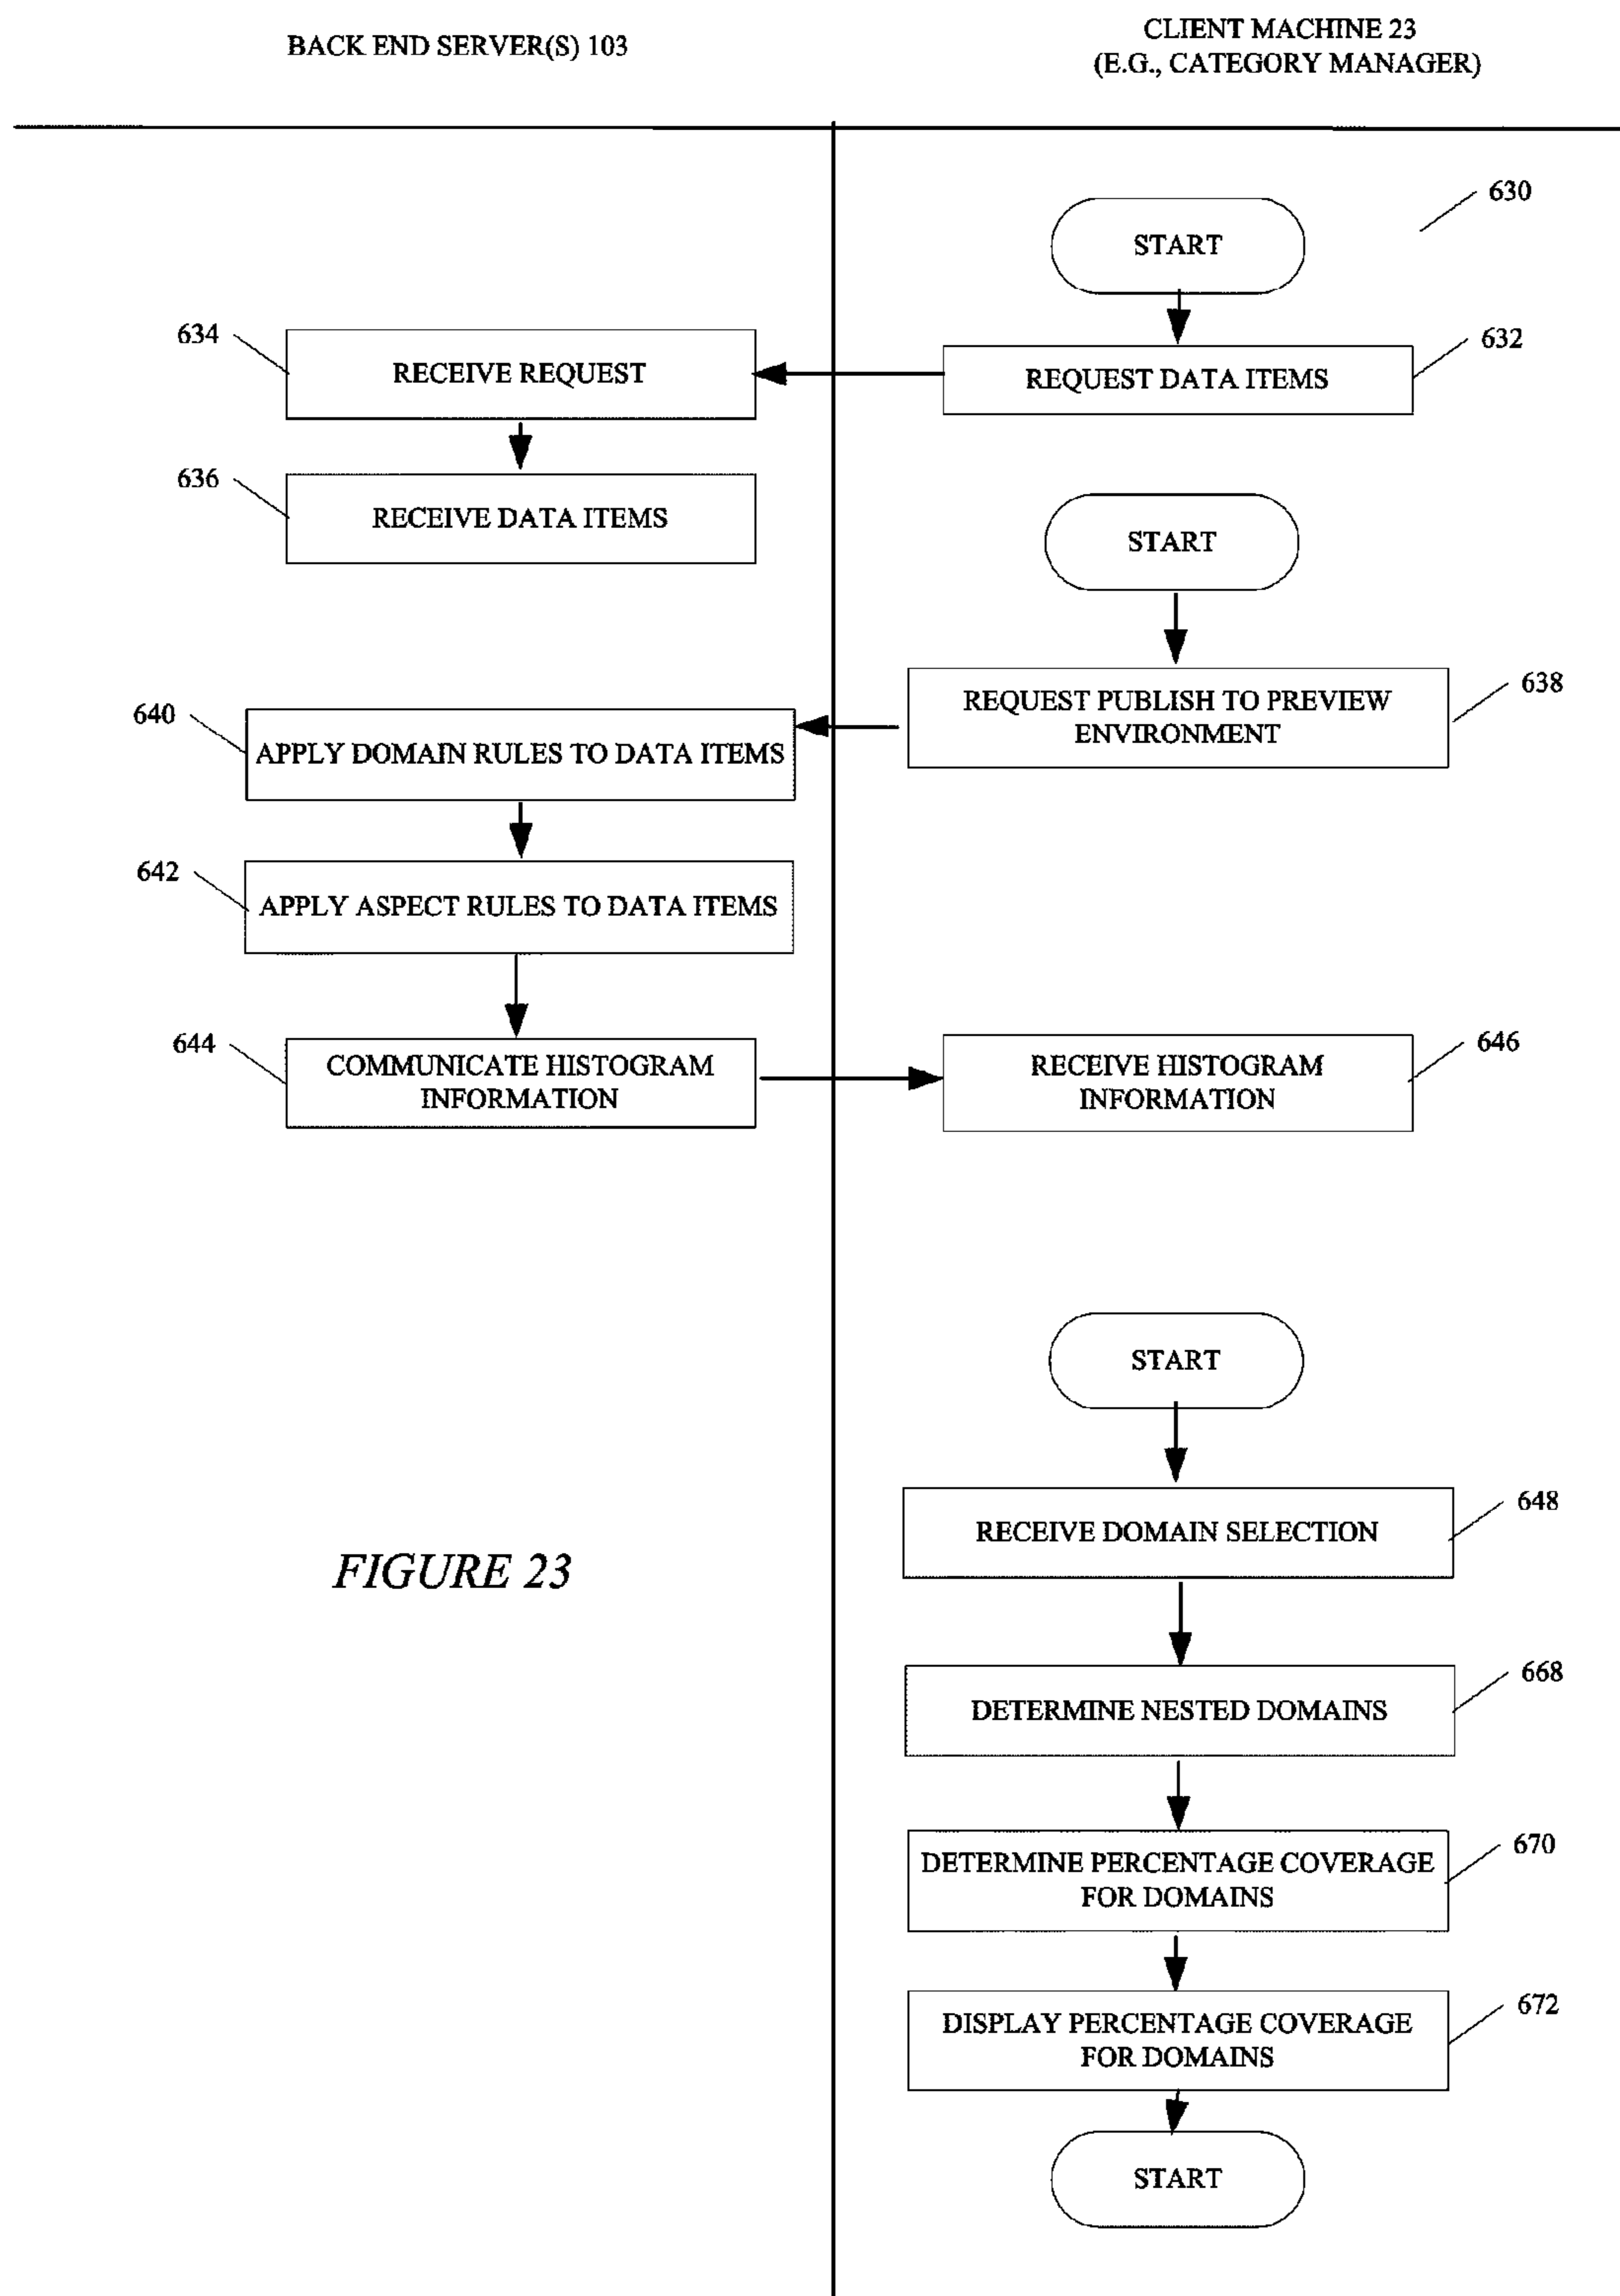 BACK END SERVER(S) 103
CLIENT MACHINE 23
(E.G., CATEGORY MANAGER)
630
START
634
RECEIVE REQUEST
632
REQUEST DATA ITEMS
636
RECEIVE DATA ITEMS
START
638
REQUEST PUBLISH TO PREVIEW
ENVIRONMENT
640
APPLY DOMAIN RULES TO DATA ITEMS
642
APPLY ASPECT RULES TO DATA ITEMS
644
COMMUNICATE HISTOGRAM
INFORMATION
646
RECEIVE HISTOGRAM
INFORMATION
START
648
RECEIVE DOMAIN SELECTION
FIGURE 23
668
DETERMINE NESTED DOMAINS
670
DETERMINE PERCENTAGE COVERAGE
FOR DOMAINS
672
DISPLAY PERCENTAGE COVERAGE
FOR DOMAINS
START